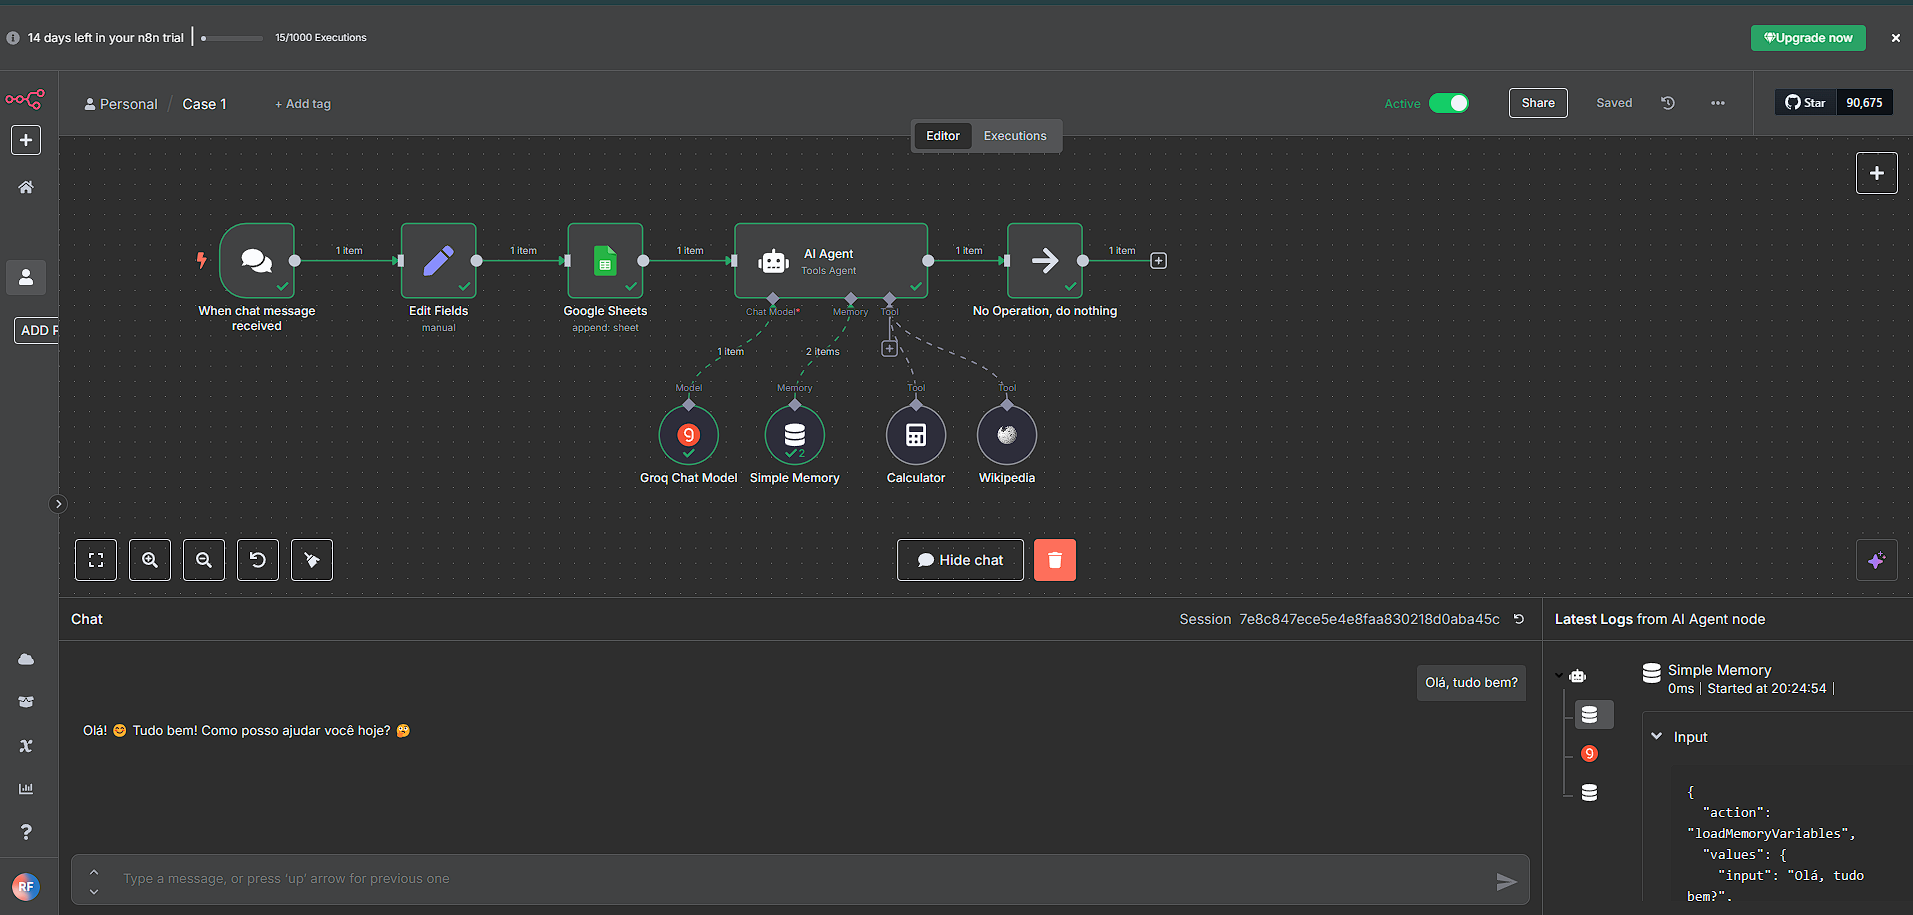 14 days left in your n8n trial
15/1000 Executions
Upgrade now
Personal / Case 1
+ Add tag
Active
Share
Saved
Star
90,675
Editor
Executions
ADD
1 item
1 item
1 item
1 item
1 item
AI Agent
Tools Agent
When chat message
received
Edit Fields
manual
Google Sheets
append: sheet
Chat Model*
Memory
Tool
No Operation, do nothing
1 item
2 items
Model
Memory
Tool
Tool
9
2
Groq Chat Model
Simple Memory
Calculator
Wikipedia
Hide chat
Chat
Session 7e8c847ece5e4e8faa830218d0aba45c
Latest Logs from AI Agent node
Olá, tudo bem?
Olá! 😊 Tudo bem! Como posso ajudar você hoje? 🤔
Simple Memory
0ms | Started at 20:24:54 |
Input
9
{
"action":
"loadMemoryVariables",
"values": {
"input": "Olá, tudo
bem?",
Type a message, or press 'up' arrow for previous one
?
RF